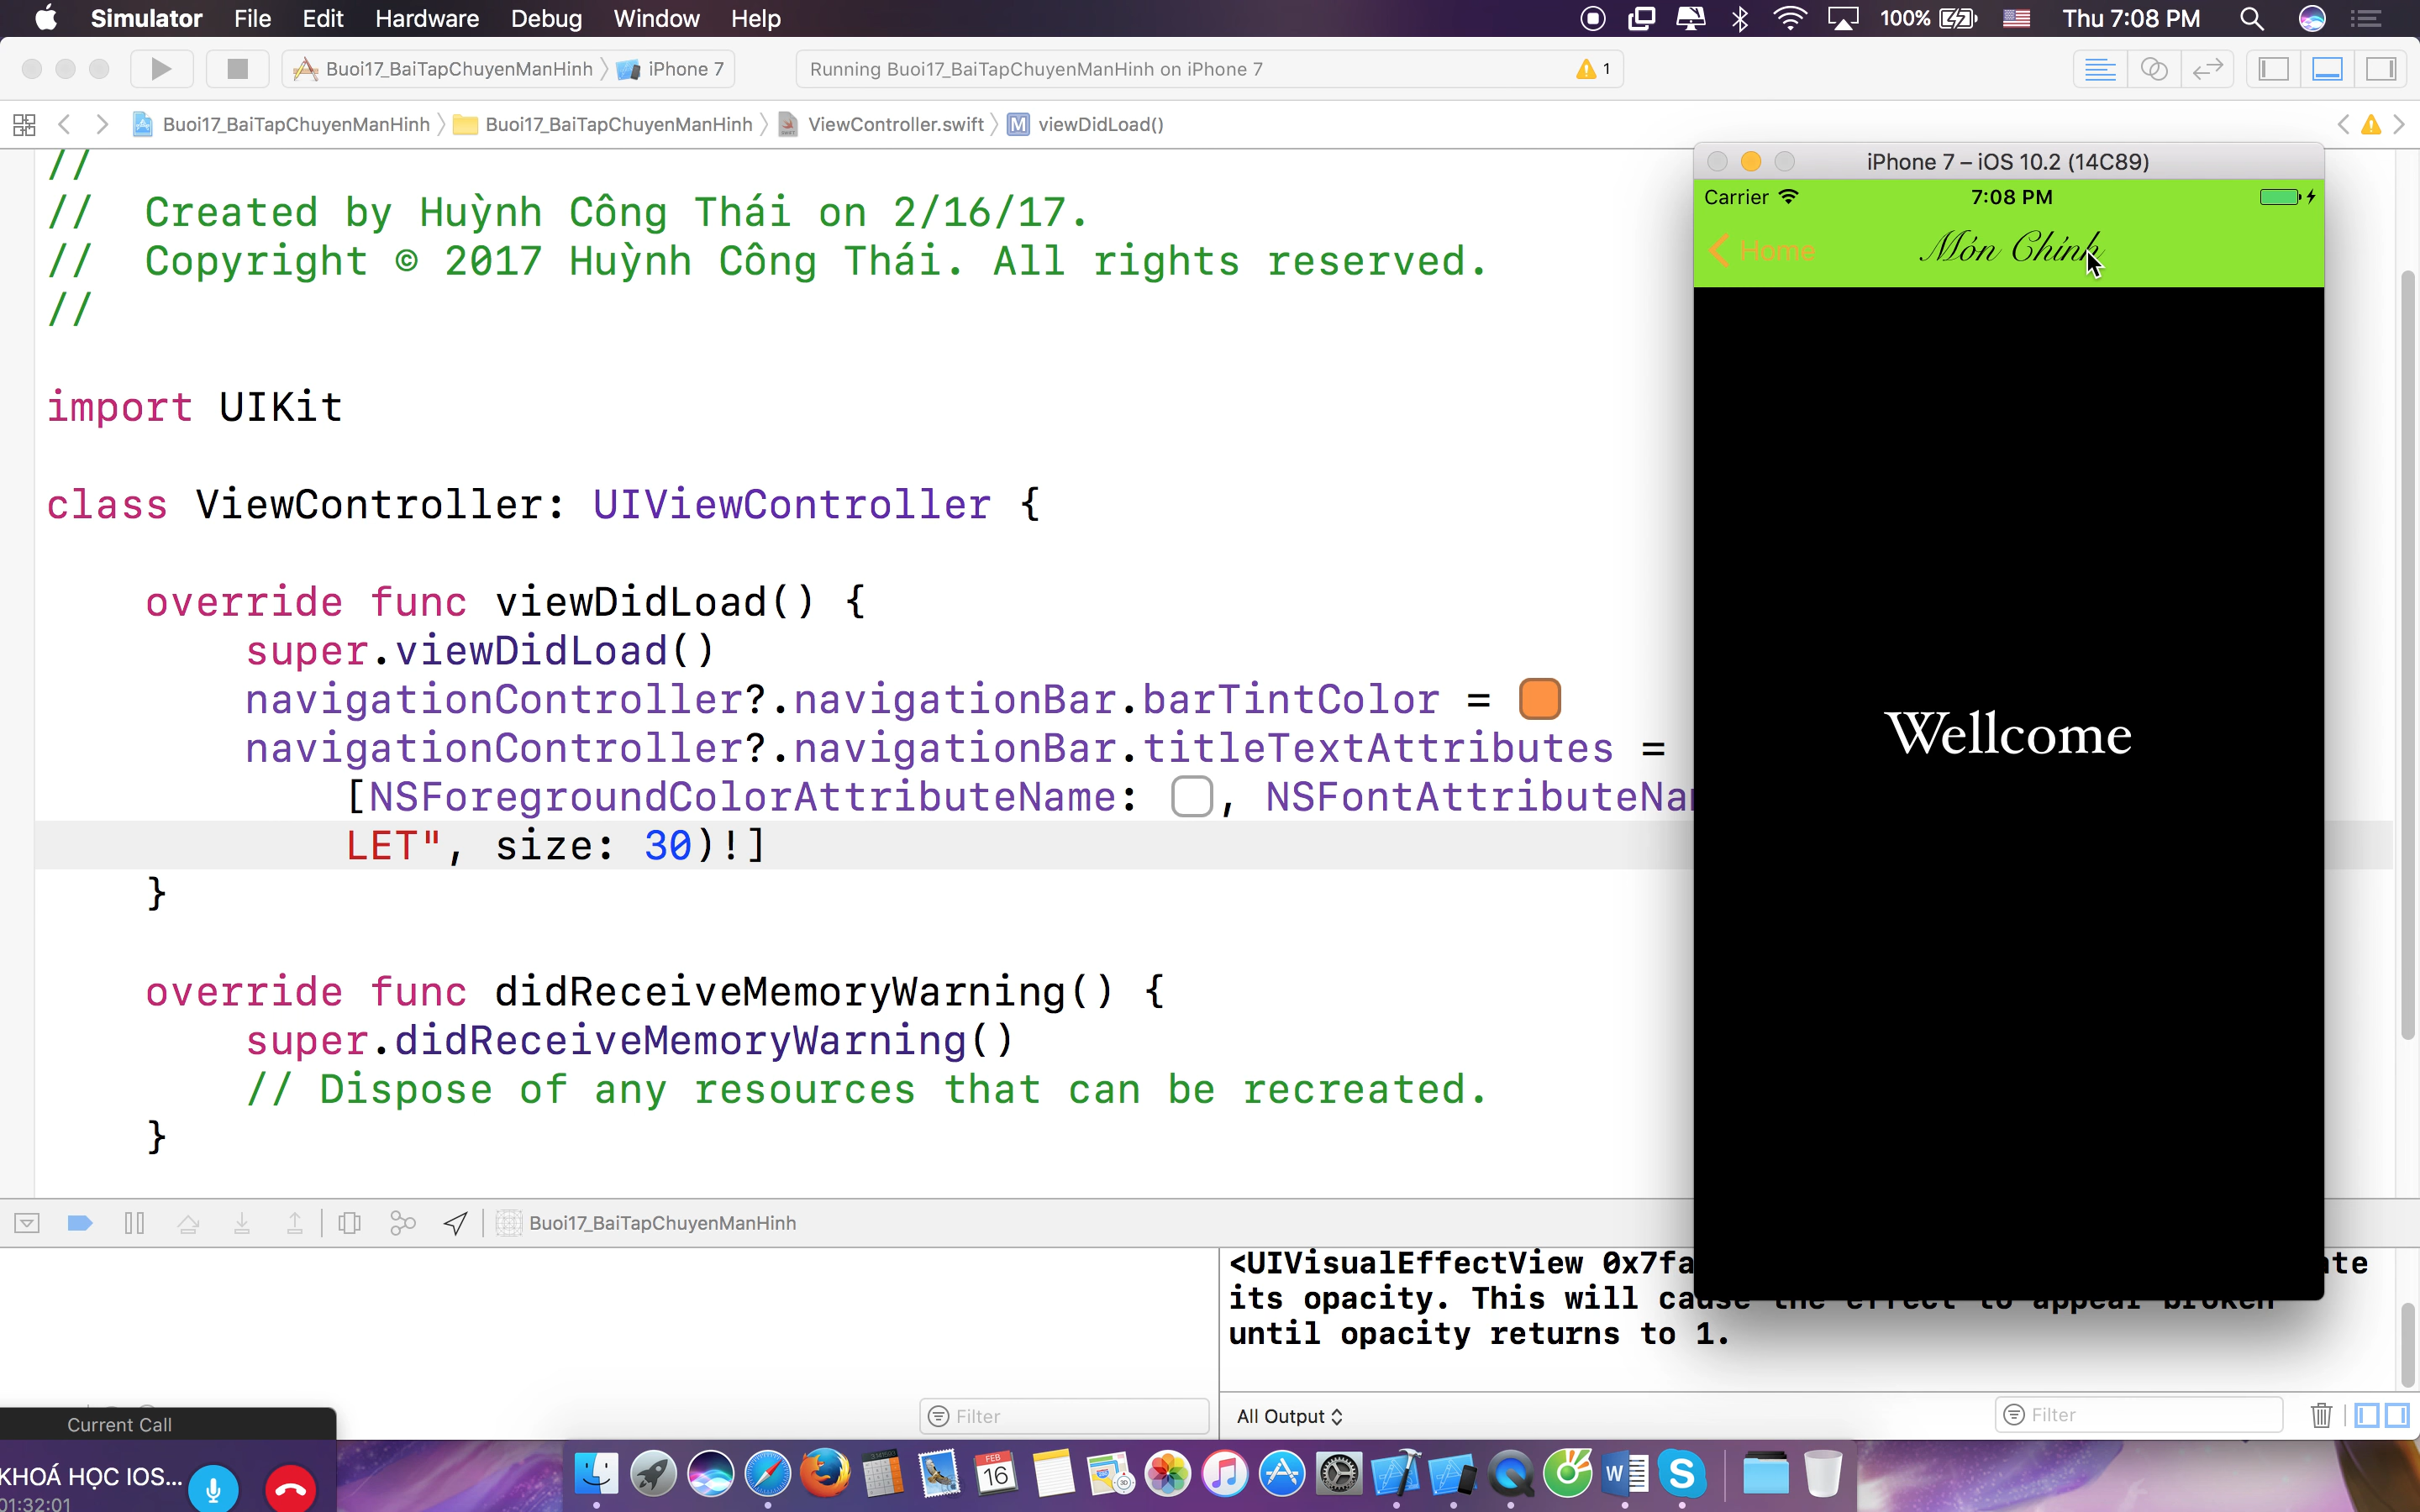 Simulator File Edit Hardware Debug Window Help 100% Thu 7:08 PM
Buoi17_BaiTapChuyenManHinh iPhone 7 Running Buoi17_BaiTapChuyenManHinh on iPhone 7 1
Buoi17_BaiTapChuyenManHinh Buoi17_BaiTapChuyenManHinh ViewController.swift M viewDidLoad()
//
// Created by Huỳnh Công Thái on 2/16/17.
// Copyright © 2017 Huỳnh Công Thái. All rights reserved.
//
import UIKit
class ViewController: UIViewController {
override func viewDidLoad() {
super.viewDidLoad()
navigationController?.navigationBar.barTintColor =
navigationController?.navigationBar.titleTextAttributes =
[NSForegroundColorAttributeName: , NSFontAttributeNa
LET", size: 30)!]
}
override func didReceiveMemoryWarning() {
super.didReceiveMemoryWarning()
// Dispose of any resources that can be recreated.
}
iPhone 7 – iOS 10.2 (14C89)
Carrier 7:08 PM
Home Món Chính
Wellcome
Buoi17_BaiTapChuyenManHinh
<UIVisualEffectView 0x7fa te
its opacity. This will cause the effect to appear broken
until opacity returns to 1.
Filter All Output Filter
Current Call
KHOÁ HỌC IOS...
01:32:01
FEB
16